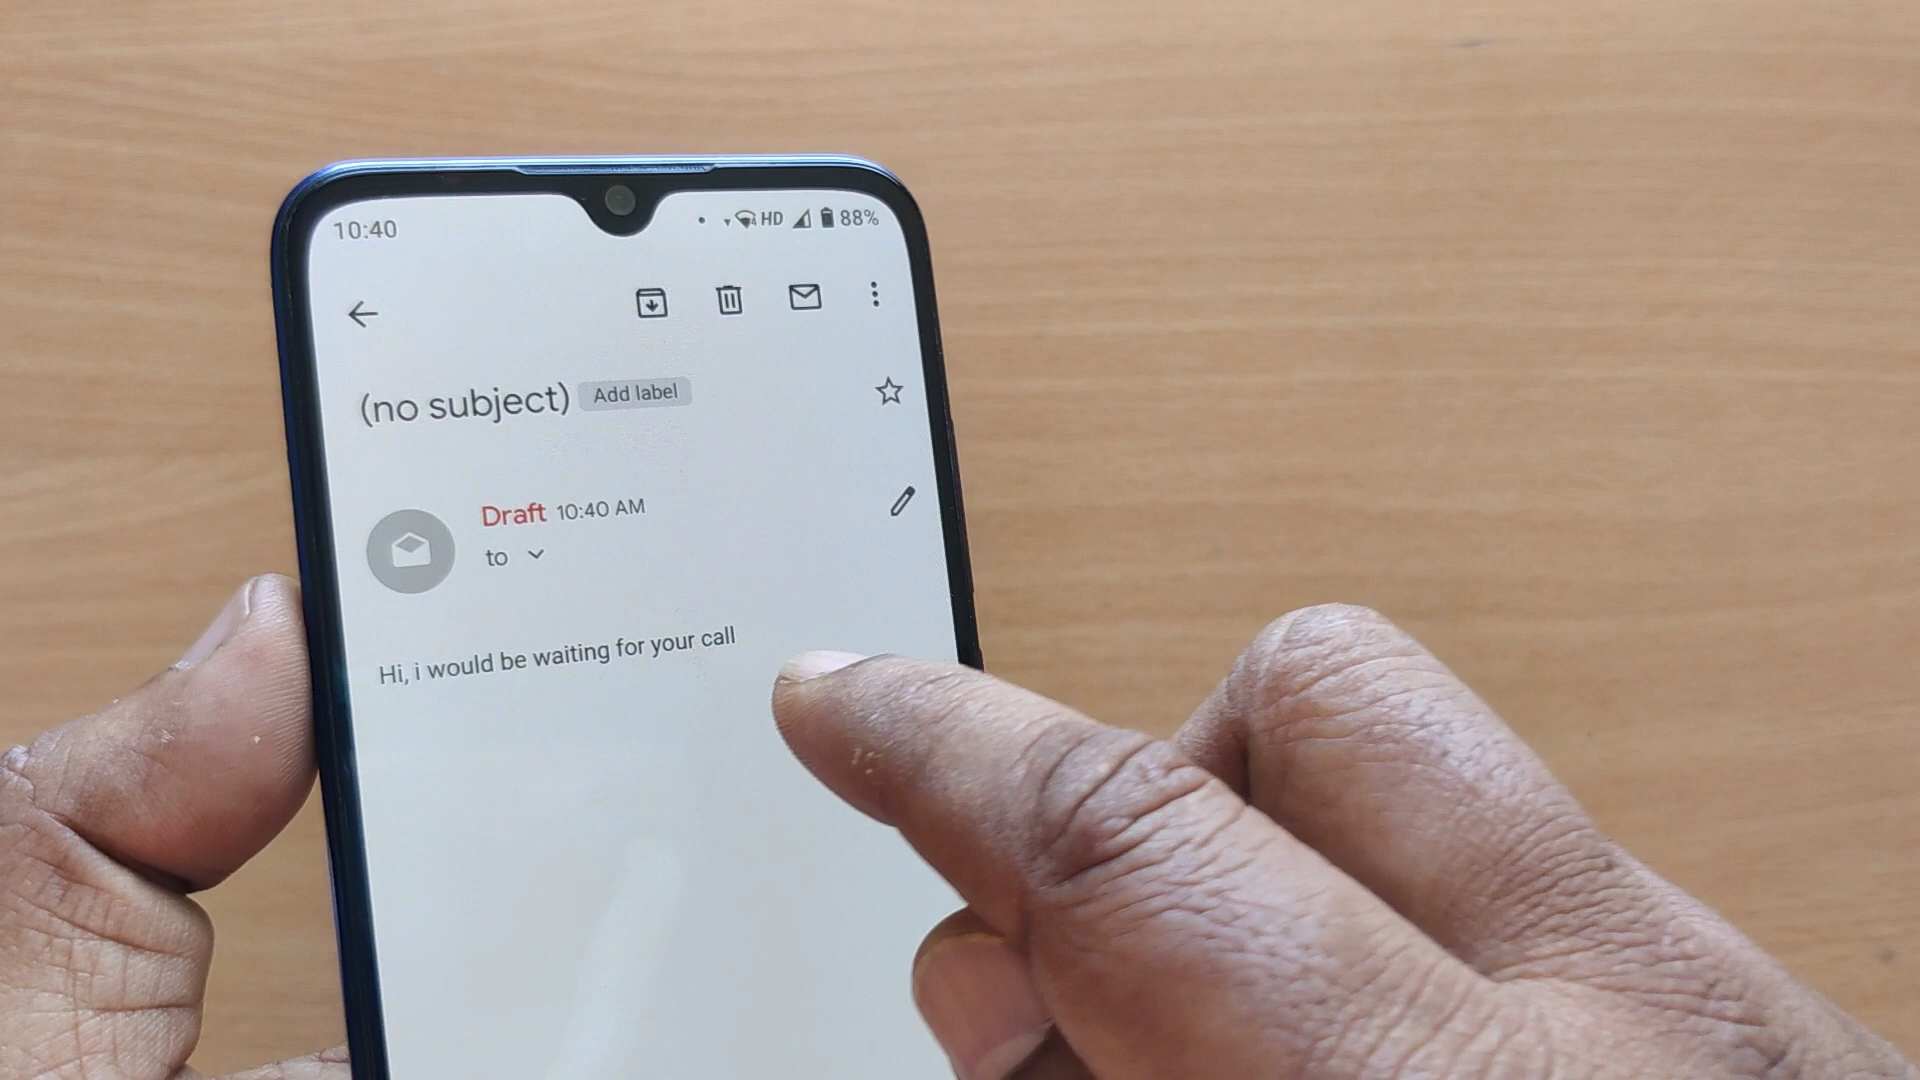 10:40
HD 88%
(no subject) Add label
Draft 10:40 AM
to
Hi, i would be waiting for your call